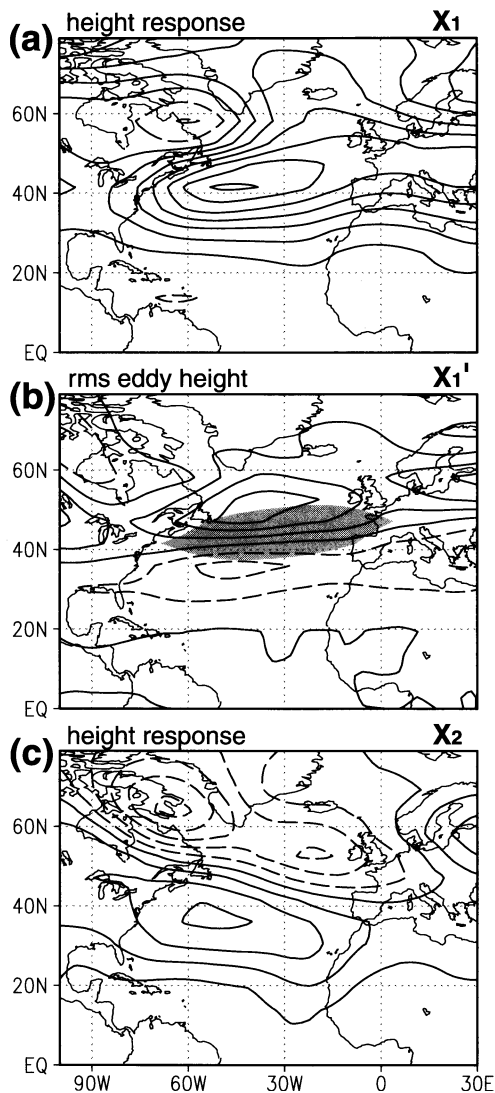 (a) height response X1
60N
40N
20N
EQ
(b) rms eddy height X1'
60N
40N
20N
EQ
(c) height response X2
60N
40N
20N
EQ
90W 60W 30W 0 30E